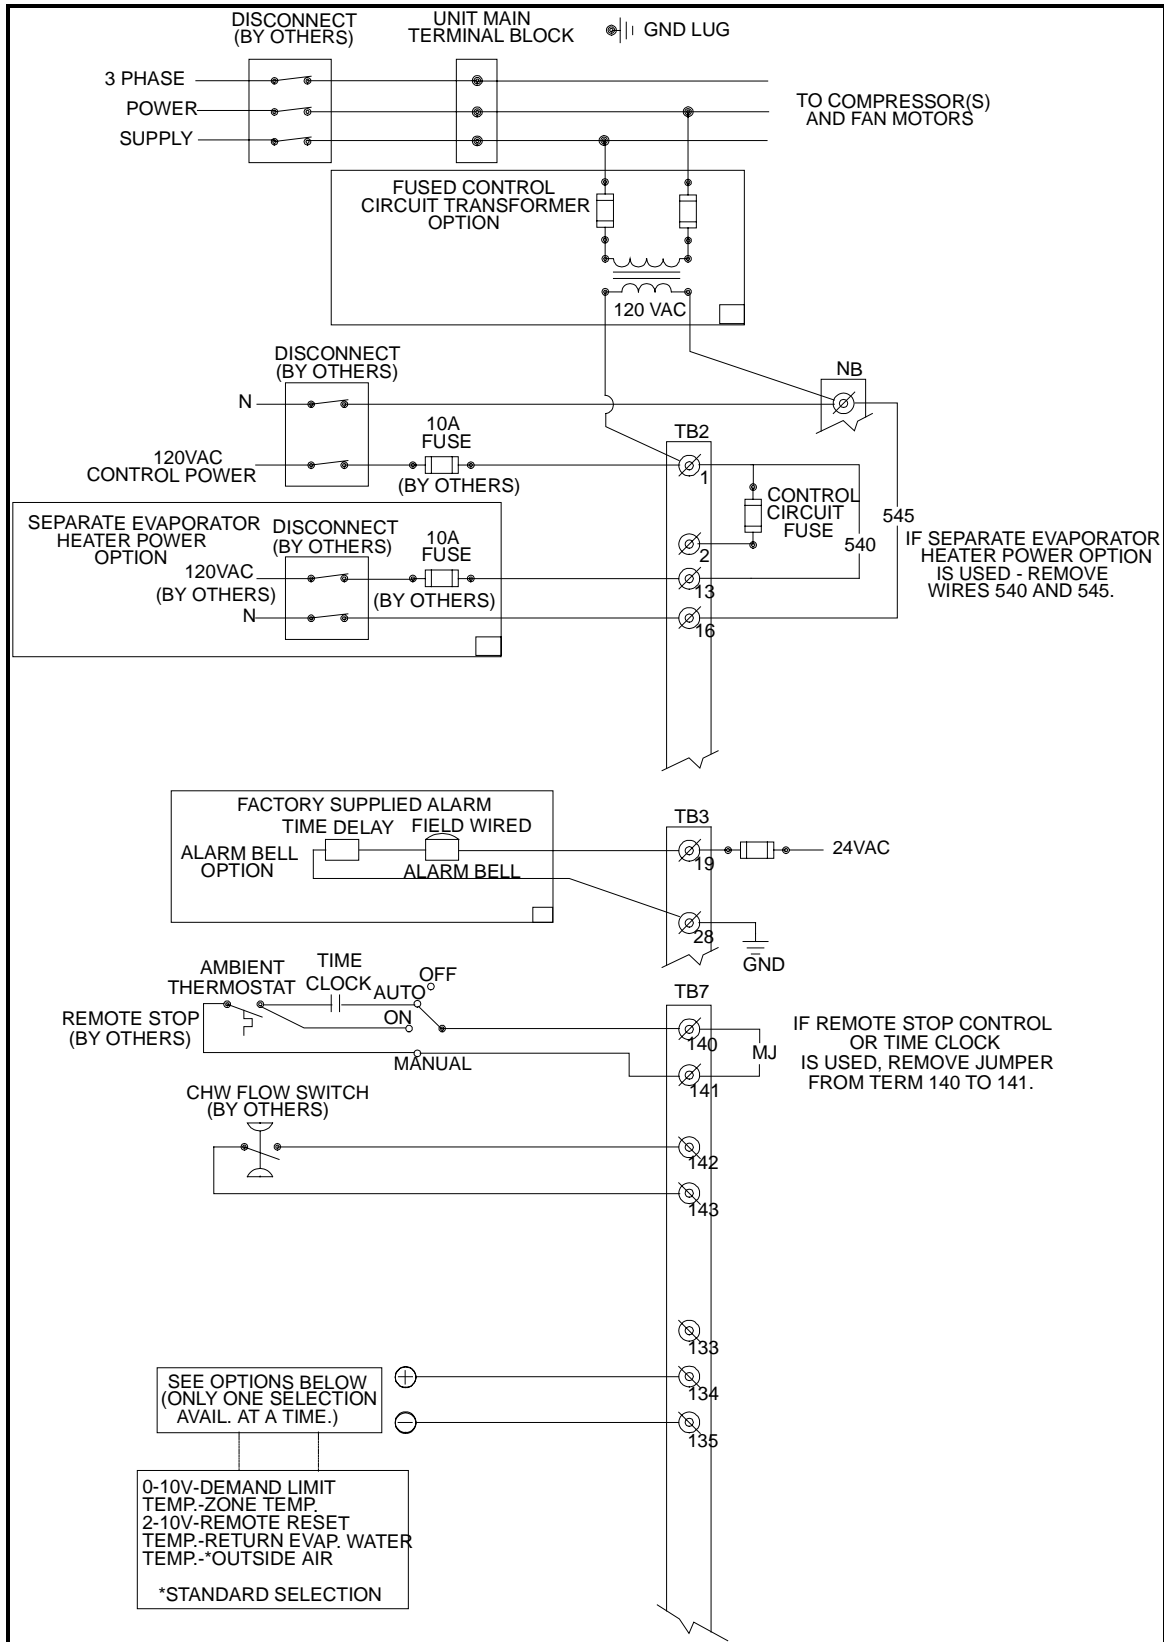 DISCONNECT
(BY OTHERS)
UNIT MAIN
TERMINAL BLOCK
GND LUG
3 PHASE
POWER
SUPPLY
TO COMPRESSOR(S)
AND FAN MOTORS
FUSED CONTROL
CIRCUIT TRANSFORMER
OPTION
120 VAC
DISCONNECT
(BY OTHERS)
NB
N
10A
FUSE
TB2
120VAC
CONTROL POWER
(BY OTHERS)
1
CONTROL
CIRCUIT
FUSE
545
540
2
SEPARATE EVAPORATOR
HEATER POWER
OPTION
DISCONNECT
(BY OTHERS)
10A
FUSE
IF SEPARATE EVAPORATOR
HEATER POWER OPTION
IS USED - REMOVE
WIRES 540 AND 545.
120VAC
(BY OTHERS)
(BY OTHERS)
13
N
16
FACTORY SUPPLIED ALARM
TIME DELAY
FIELD WIRED
ALARM BELL
OPTION
ALARM BELL
TB3
19
24VAC
28
GND
AMBIENT
THERMOSTAT
TIME
CLOCK
OFF
AUTO
ON
REMOTE STOP
(BY OTHERS)
MANUAL
TB7
140
MJ
141
IF REMOTE STOP CONTROL
OR TIME CLOCK
IS USED, REMOVE JUMPER
FROM TERM 140 TO 141.
CHW FLOW SWITCH
(BY OTHERS)
142
143
133
SEE OPTIONS BELOW
(ONLY ONE SELECTION
AVAIL. AT A TIME.)
+
134
−
135
0-10V-DEMAND LIMIT
TEMP.-ZONE TEMP.
2-10V-REMOTE RESET
TEMP.-RETURN EVAP. WATER
TEMP.-*OUTSIDE AIR
*STANDARD SELECTION